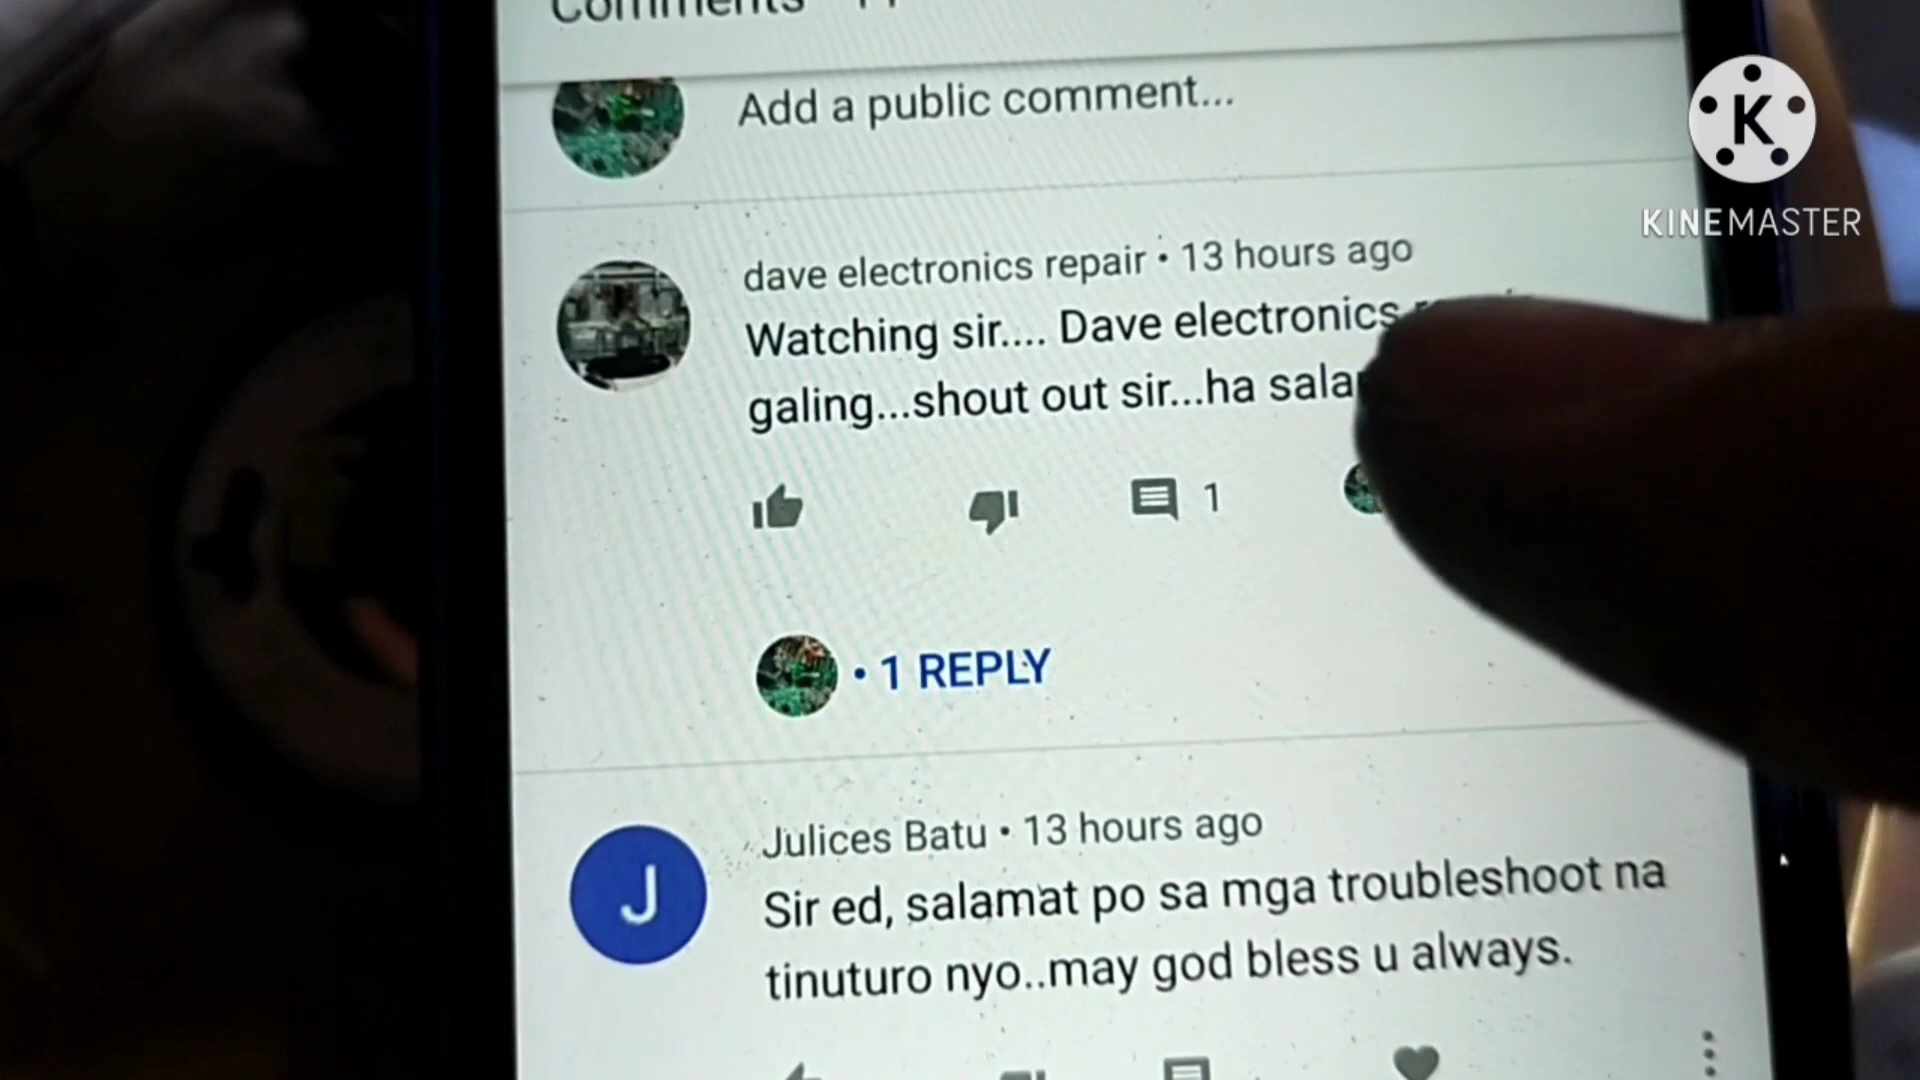 Comments
Add a public comment...
dave electronics repair • 13 hours ago
Watching sir.... Dave electronics
galing...shout out sir...ha
1
• 1 REPLY
J
Julices Batu • 13 hours ago
Sir ed, salamat po sa mga troubleshoot na
tinuturo nyo..may god bless u always.
K
KINEMASTER